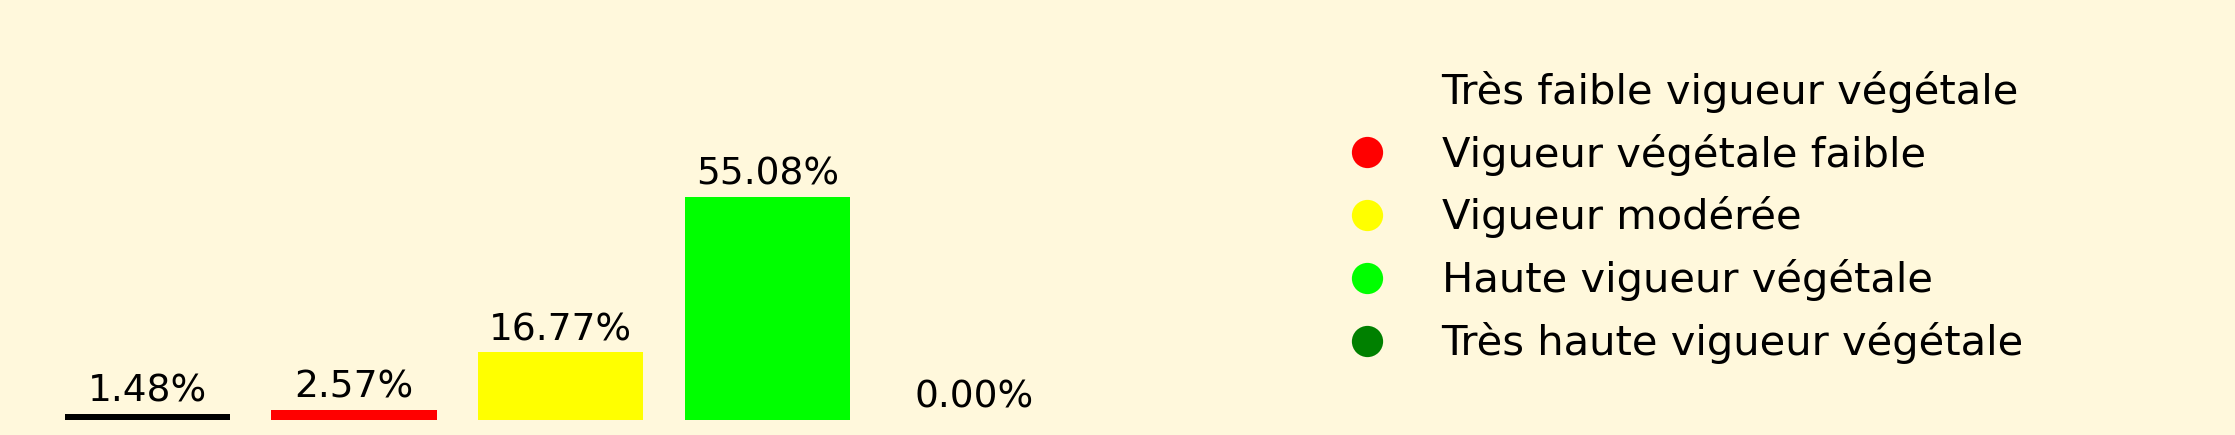 1.48%
2.57%
16.77%
55.08%
0.00%
Très faible vigueur végétale
Vigueur végétale faible
Vigueur modérée
Haute vigueur végétale
Très haute vigueur végétale